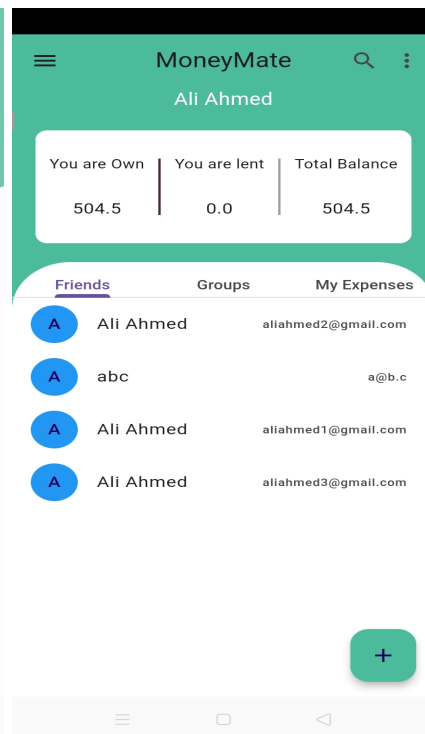 MoneyMate
Ali Ahmed
You are Own You are lent Total Balance
504.5 0.0 504.5
Friends Groups My Expenses
A Ali Ahmed aliahmed2@gmail.com
A abc a@b.c
A Ali Ahmed aliahmed1@gmail.com
A Ali Ahmed aliahmed3@gmail.com
+